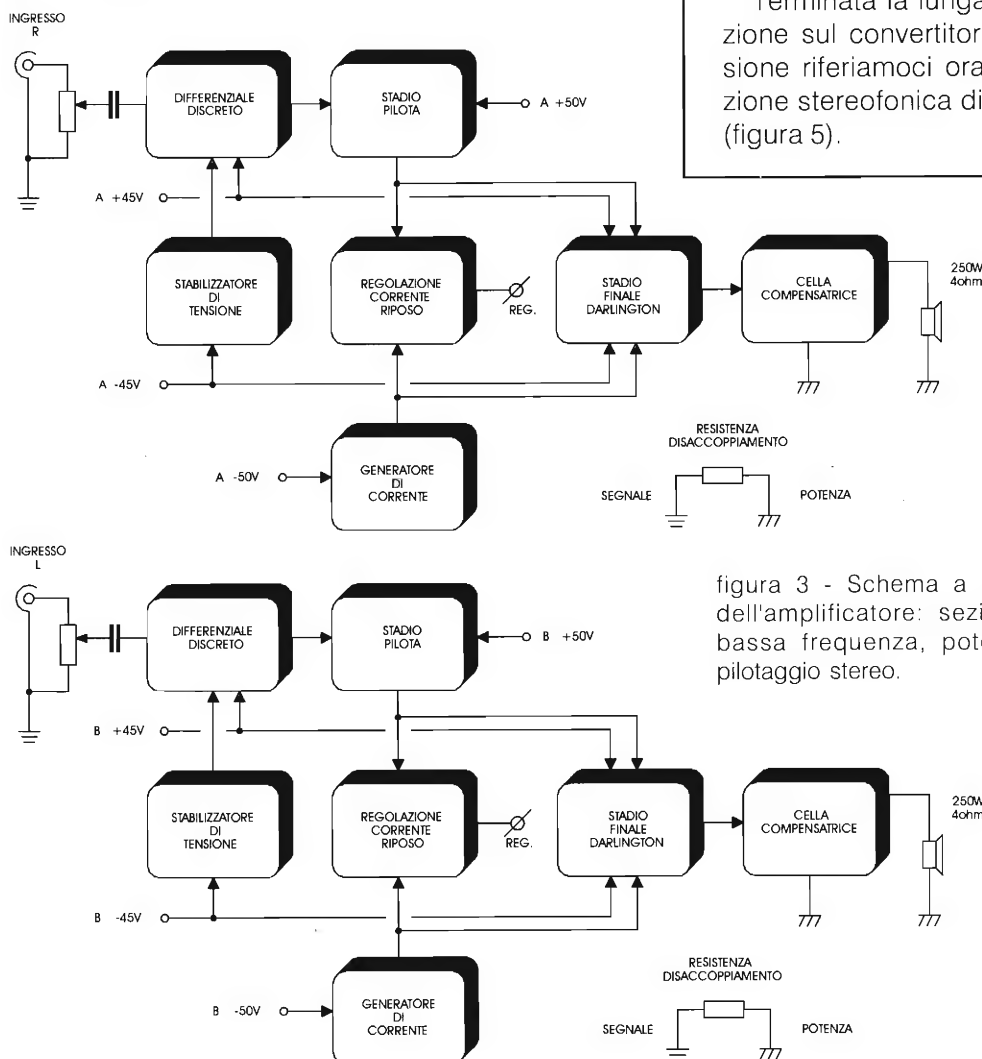 Terminata la lunga
zione sul convertitor
sione riferiamoci ora
zione stereofonica di
(figura 5).
INGRESSO
R
DIFFERENZIALE
DISCRETO
STADIO
PILOTA
A +50V
A +45V
STABILIZZATORE
DI
TENSIONE
REGOLAZIONE
CORRENTE
RIPOSO
REG.
STADIO
FINALE
DARLINGTON
CELLA
COMPENSATRICE
250W
4ohm
A -45V
A -50V
GENERATORE
DI
CORRENTE
RESISTENZA
DISACCOPPIAMENTO
SEGNALE
POTENZA
INGRESSO
L
DIFFERENZIALE
DISCRETO
STADIO
PILOTA
B +50V
figura 3 - Schema a
dell'amplificatore: sezi
bassa frequenza, pote
pilotaggio stereo.
B +45V
STABILIZZATORE
DI
TENSIONE
REGOLAZIONE
CORRENTE
RIPOSO
REG.
STADIO
FINALE
DARLINGTON
CELLA
COMPENSATRICE
250W
4ohm
B -45V
B -50V
GENERATORE
DI
CORRENTE
RESISTENZA
DISACCOPPIAMENTO
SEGNALE
POTENZA